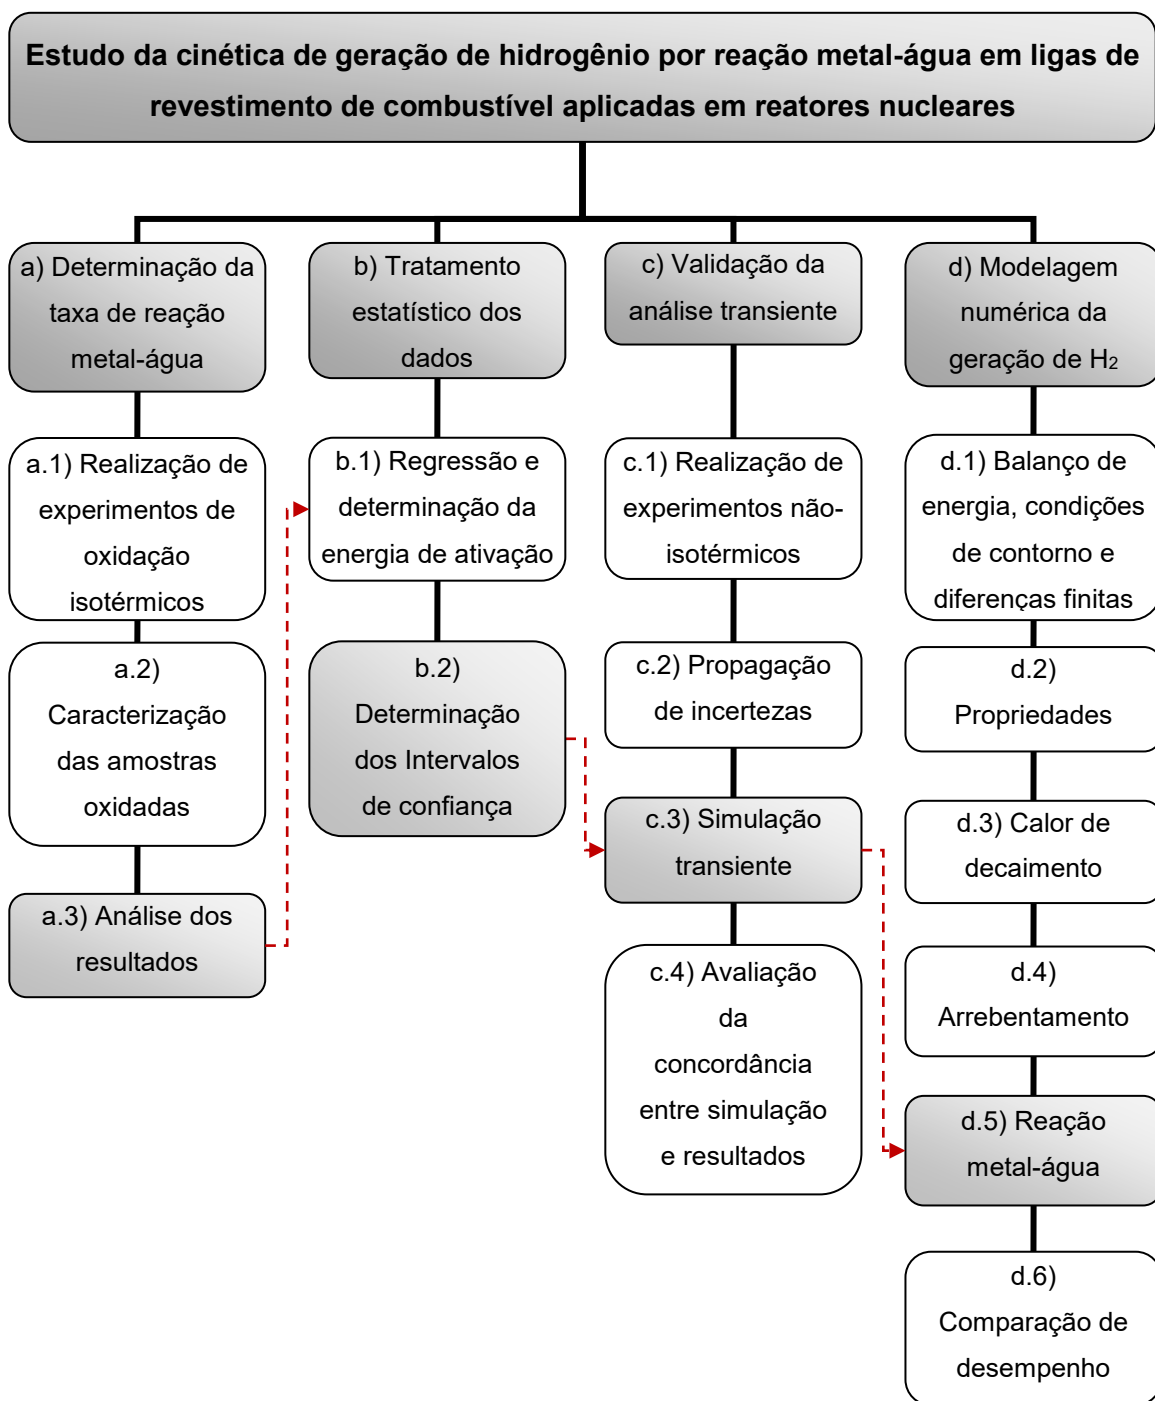 Estudo da cinética de geração de hidrogênio por reação metal-água em ligas de
revestimento de combustível aplicadas em reatores nucleares
a) Determinação da
taxa de reação
metal-água
a.1) Realização de
experimentos de
oxidação
isotérmicos
a.2)
Caracterização
das amostras
oxidadas
a.3) Análise dos
resultados
b) Tratamento
estatístico dos
dados
b.1) Regressão e
determinação da
energia de ativação
b.2)
Determinação
dos Intervalos
de confiança
c) Validação da
análise transiente
c.1) Realização de
experimentos não-
isotérmicos
c.2) Propagação
de incertezas
c.3) Simulação
transiente
c.4) Avaliação
da
concordância
entre simulação
e resultados
d) Modelagem
numérica da
geração de H₂
d.1) Balanço de
energia, condições
de contorno e
diferenças finitas
d.2)
Propriedades
d.3) Calor de
decaimento
d.4)
Arrebentamento
d.5) Reação
metal-água
d.6)
Comparação de
desempenho